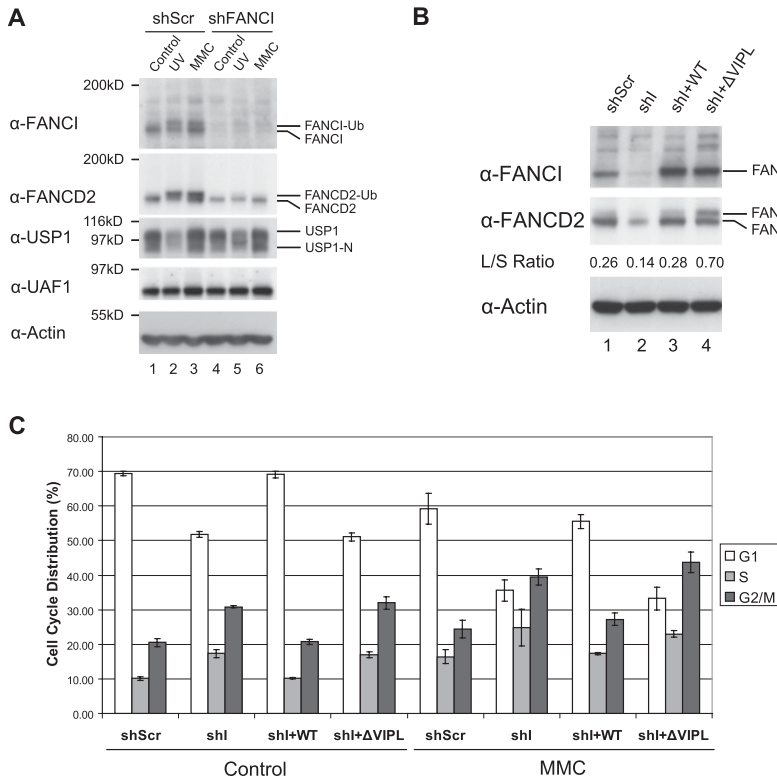 A
shScr shFANCI
Control UV MMC Control UV MMC
200kD
α-FANCI
FANCI-Ub
FANCI
200kD
α-FANCD2
FANCD2-Ub
FANCD2
116kD
α-USP1
97kD
USP1
USP1-N
97kD
α-UAF1
55kD
α-Actin
1 2 3 4 5 6
B
shScr shI shI+WT shI+ΔVIPL
α-FANCI
FAN
α-FANCD2
FAN
FAN
L/S Ratio 0.26 0.14 0.28 0.70
α-Actin
1 2 3 4
C
Cell Cycle Distribution (%)
80.00
70.00
60.00
50.00
40.00
30.00
20.00
10.00
0.00
G1
S
G2/M
shScr shI shI+WT shI+ΔVIPL shScr shI shI+WT shI+ΔVIPL
Control MMC